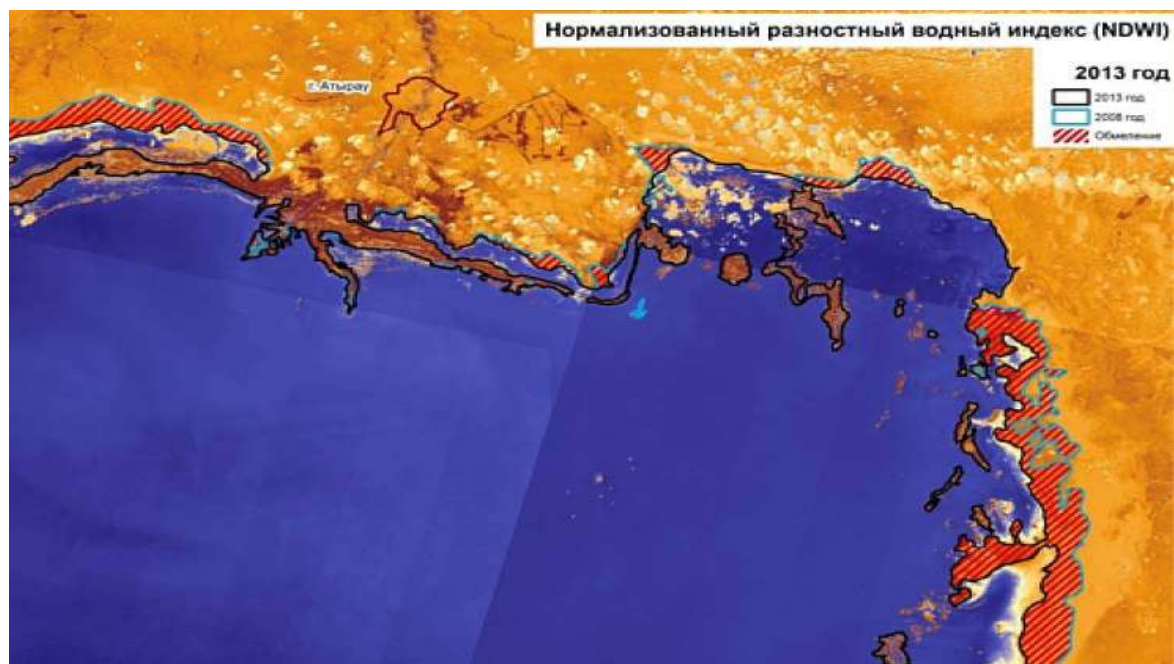 Нормализованный разностный водный индекс (NDWI)
2013 год
2013 год
2008 год
Обмеление
г. Атырау